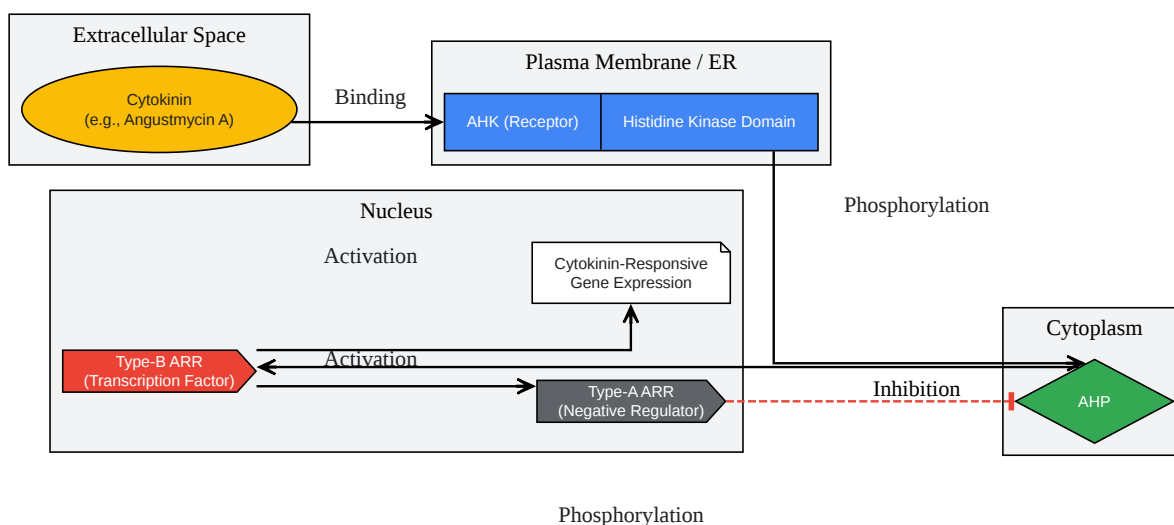 Extracellular Space
Cytokinin
(e.g., Angustmycin A)
Binding
Plasma Membrane / ER
AHK (Receptor)
Histidine Kinase Domain
Phosphorylation
Nucleus
Activation
Cytokinin-Responsive
Gene Expression
Type-B ARR
(Transcription Factor)
Activation
Type-A ARR
(Negative Regulator)
Inhibition
Cytoplasm
AHP
Phosphorylation